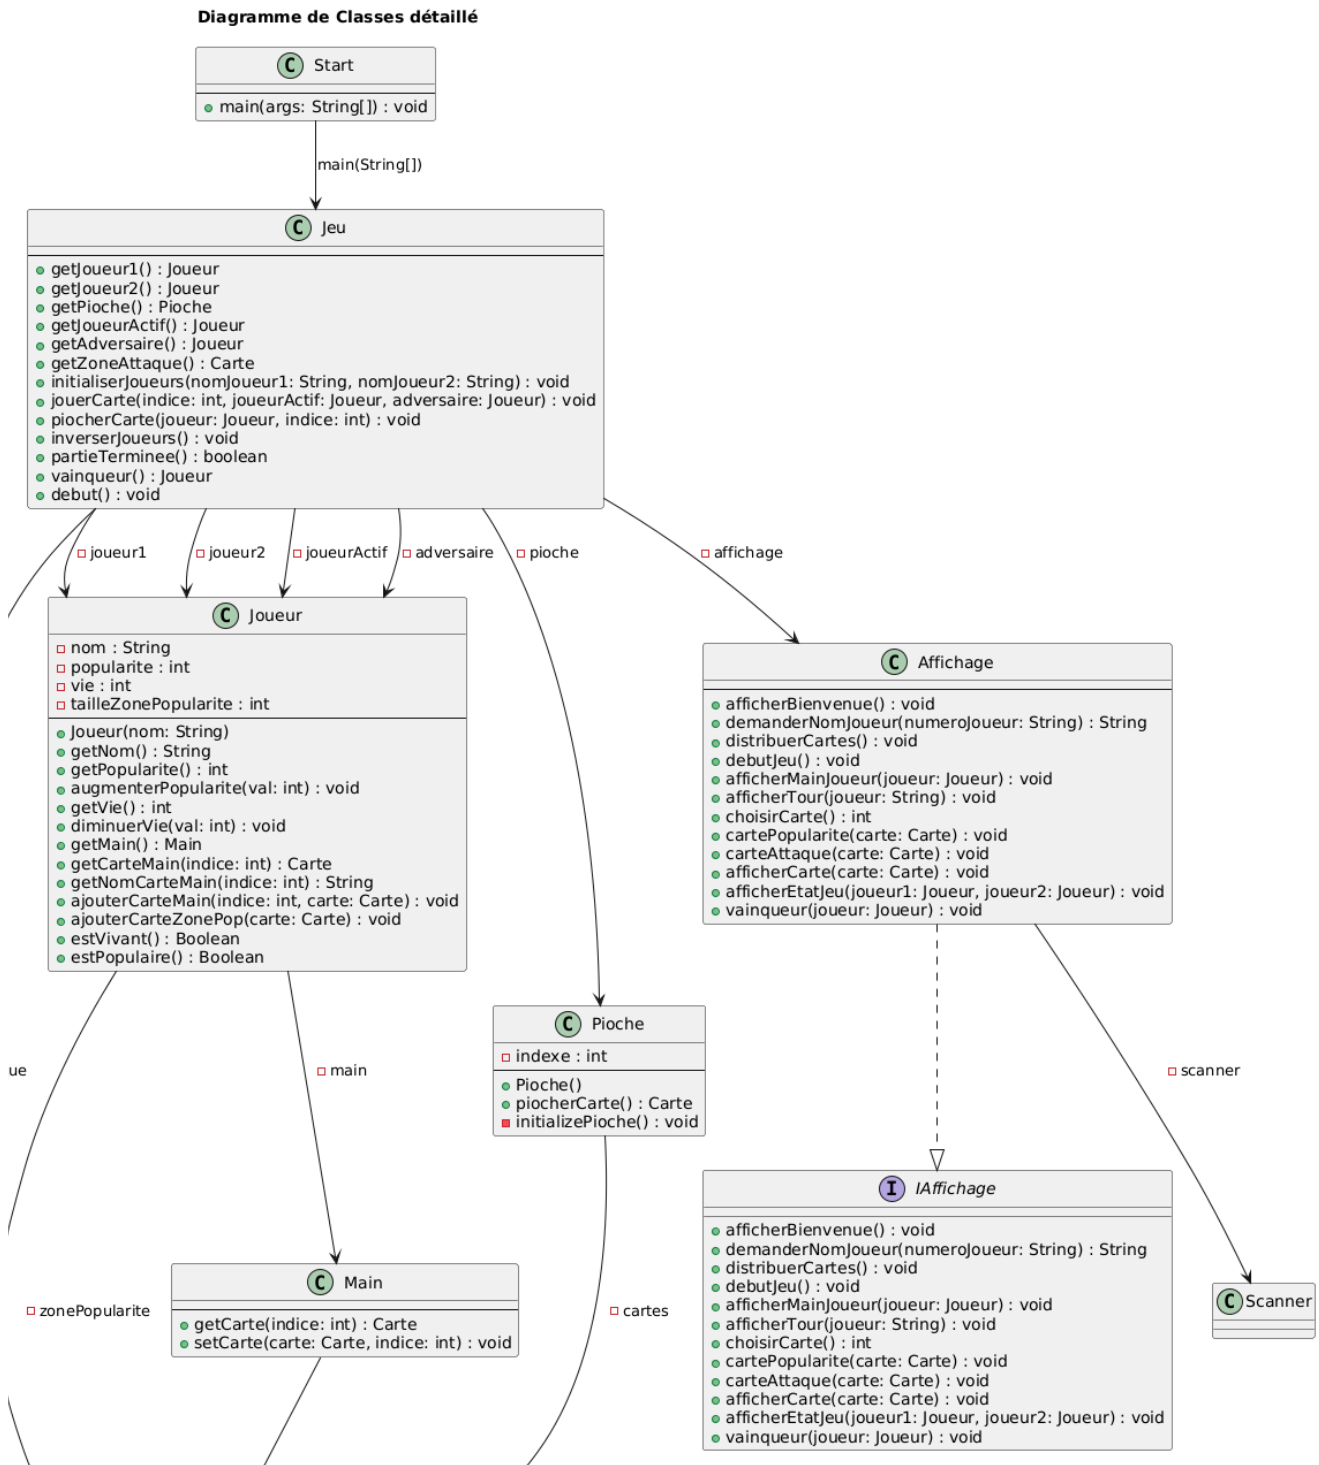 Diagramme de Classes détaillé
C Start
main(args: String[]) : void
main(String[])
C Jeu
getJoueur1() : Joueur
getJoueur2() : Joueur
getPioche() : Pioche
getJoueurActif() : Joueur
getAdversaire() : Joueur
getZoneAttaque() : Carte
initialiserJoueurs(nomJoueur1: String, nomJoueur2: String) : void
jouerCarte(indice: int, joueurActif: Joueur, adversaire: Joueur) : void
piocherCarte(joueur: Joueur, indice: int) : void
inverserJoueurs() : void
partieTerminee() : boolean
vainqueur() : Joueur
debut() : void
joueur1
joueur2
joueurActif
adversaire
pioche
affichage
C Joueur
nom : String
popularite : int
vie : int
tailleZonePopularite : int
Joueur(nom: String)
getNom() : String
getPopularite() : int
augmenterPopularite(val: int) : void
getVie() : int
diminuerVie(val: int) : void
getMain() : Main
getCarteMain(indice: int) : Carte
getNomCarteMain(indice: int) : String
ajouterCarteMain(indice: int, carte: Carte) : void
ajouterCarteZonePop(carte: Carte) : void
estVivant() : Boolean
estPopulaire() : Boolean
C Affichage
afficherBienvenue() : void
demanderNomJoueur(numeroJoueur: String) : String
distribuerCartes() : void
debutJeu() : void
afficherMainJoueur(joueur: Joueur) : void
afficherTour(joueur: String) : void
choisirCarte() : int
cartePopularite(carte: Carte) : void
carteAttaque(carte: Carte) : void
afficherCarte(carte: Carte) : void
afficherEtatJeu(joueur1: Joueur, joueur2: Joueur) : void
vainqueur(joueur: Joueur) : void
C Pioche
indexe : int
Pioche()
piocherCarte() : Carte
initializePioche() : void
ue
main
scanner
I IAffichage
afficherBienvenue() : void
demanderNomJoueur(numeroJoueur: String) : String
distribuerCartes() : void
debutJeu() : void
afficherMainJoueur(joueur: Joueur) : void
afficherTour(joueur: String) : void
choisirCarte() : int
cartePopularite(carte: Carte) : void
carteAttaque(carte: Carte) : void
afficherCarte(carte: Carte) : void
afficherEtatJeu(joueur1: Joueur, joueur2: Joueur) : void
vainqueur(joueur: Joueur) : void
C Main
getCarte(indice: int) : Carte
setCarte(carte: Carte, indice: int) : void
C Scanner
zonePopularite
cartes